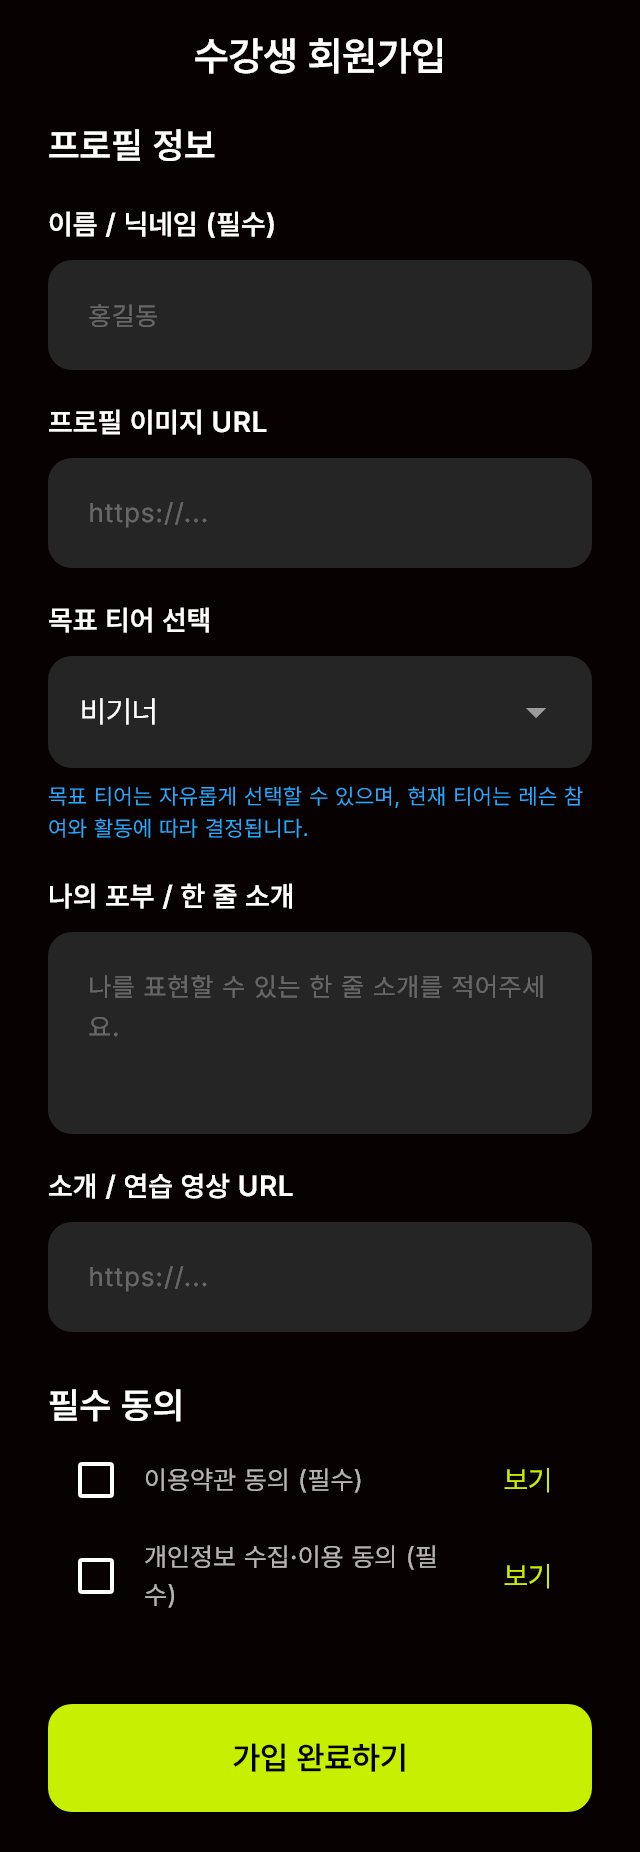 수강생 회원가입
프로필 정보
이름 / 닉네임 (필수)
홍길동
프로필 이미지 URL
https://...
목표 티어 선택
비기너
목표 티어는 자유롭게 선택할 수 있으며, 현재 티어는 레슨 참
여와 활동에 따라 결정됩니다.
나의 포부 / 한 줄 소개
나를 표현할 수 있는 한 줄 소개를 적어주세
요.
소개 / 연습 영상 URL
https://...
필수 동의
이용약관 동의 (필수)
보기
개인정보 수집·이용 동의 (필
수)
보기
가입 완료하기